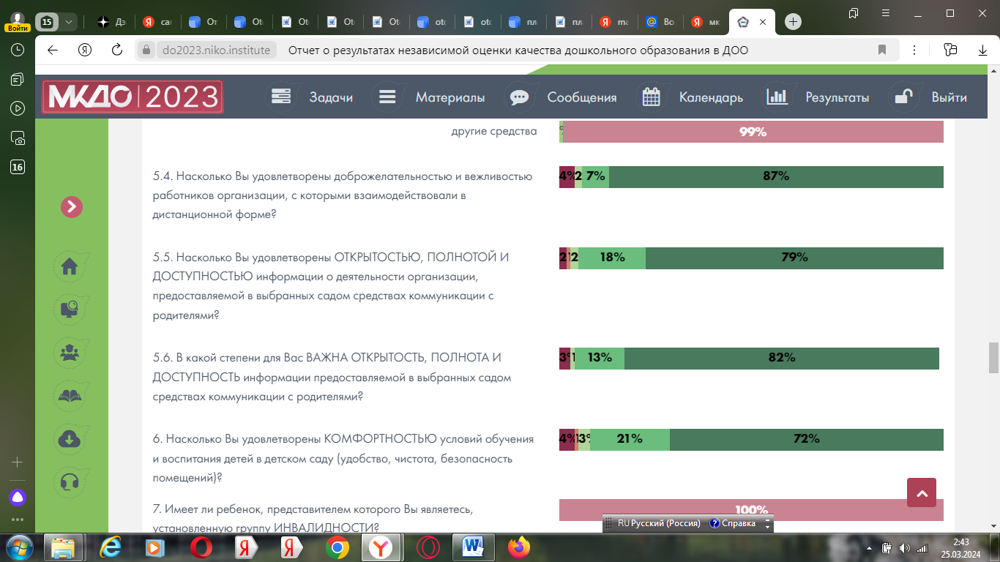 Войти
15
Дз
са
От
Ot
Ot
Ot
От
otc
otc
пл
пл
ma
Во
мк
do2023.niko.institute
Отчет о результатах независимой оценки качества дошкольного образования в ДОО
16
МКДО | 2023
Задачи
Материалы
Сообщения
Календарь
Результаты
Выйти
другие средства
99%
5.4. Насколько Вы удовлетворены доброжелательностью и вежливостью
работников организации, с которыми взаимодействовали в
дистанционной форме?
4% 2 7% 87%
5.5. Насколько Вы удовлетворены ОТКРЫТОСТЬЮ, ПОЛНОТОЙ И
ДОСТУПНОСТЬЮ информации о деятельности организации,
предоставляемой в выбранных садом средствах коммуникации с
родителями?
2 1 2 18% 79%
5.6. В какой степени для Вас ВАЖНА ОТКРЫТОСТЬ, ПОЛНОТА И
ДОСТУПНОСТЬ информации предоставляемой в выбранных садом
средствах коммуникации с родителями?
3% 1 13% 82%
6. Насколько Вы удовлетворены КОМФОРТНОСТЬЮ условий обучения
и воспитания детей в детском саду (удобство, чистота, безопасность
помещений)?
4% 1 3% 21% 72%
7. Имеет ли ребенок, представителем которого Вы являетесь,
установленную группу ИНВАЛИДНОСТИ?
100%
RU Русский (Россия) Справка
2:43
25.03.2024